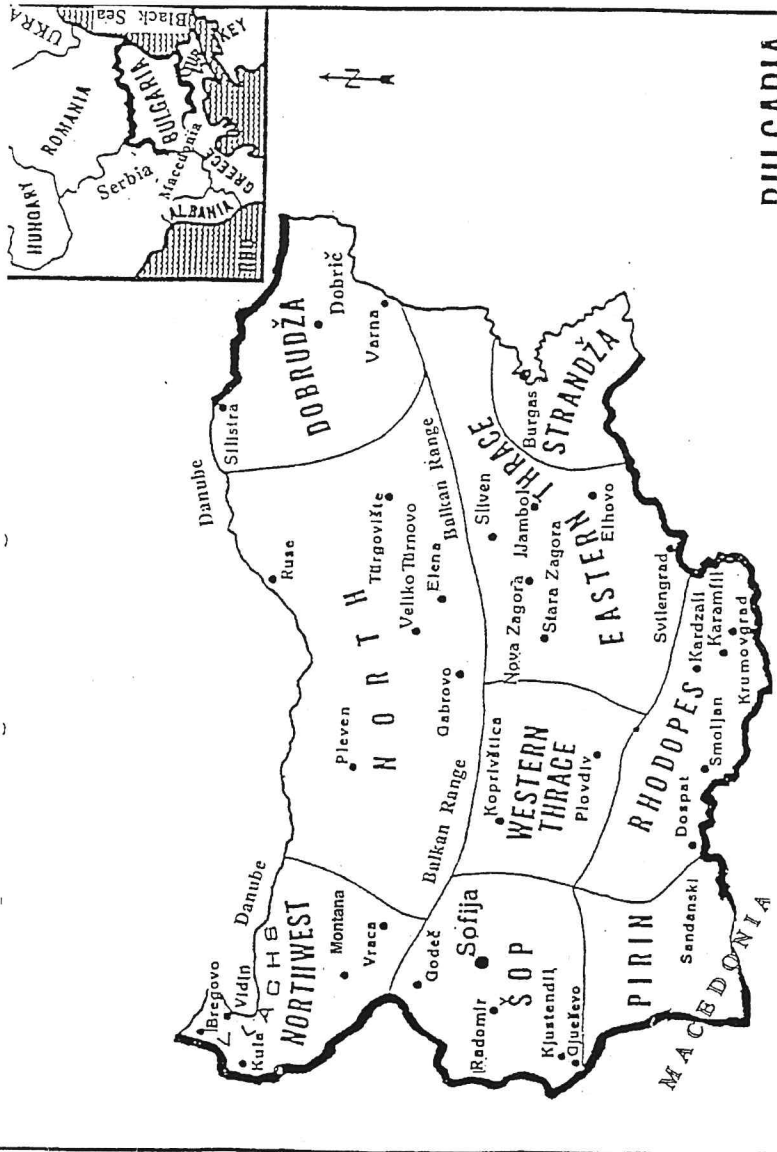 UKRA
Black Sea
HUNGARY
ROMANIA
BULGARIA
TUR
KEY
Serbia
Macedonia
ALBANIA
GREECE
N
BULGARIA
Danube
Danube
Bregovo
Vidin
Kula
VLACHS
NORTHWEST
Montana
Vraca
NORTH
Pleven
Ruse
Veliko Tŭrnovo
Tŭrgovište
Elena
Gabrovo
Silistra
DOBRUDŽA
Dobrič
Varna
Balkan Range
Balkan Range
Godeč
Sofija
ŠOP
Radomir
Kjustendil
Gjueševo
Koprivštica
WESTERN
THRACE
Plovdiv
Sliven
Nova Zagora
Jambol
Stara Zagora
EASTERN THRACE
Elhovo
Svilengrad
Burgas
STRANDŽA
PIRIN
Sandanski
RHODOPES
Dospat
Smoljan
Kardzali
Karamfil
Krumovgrad
MACEDONIA